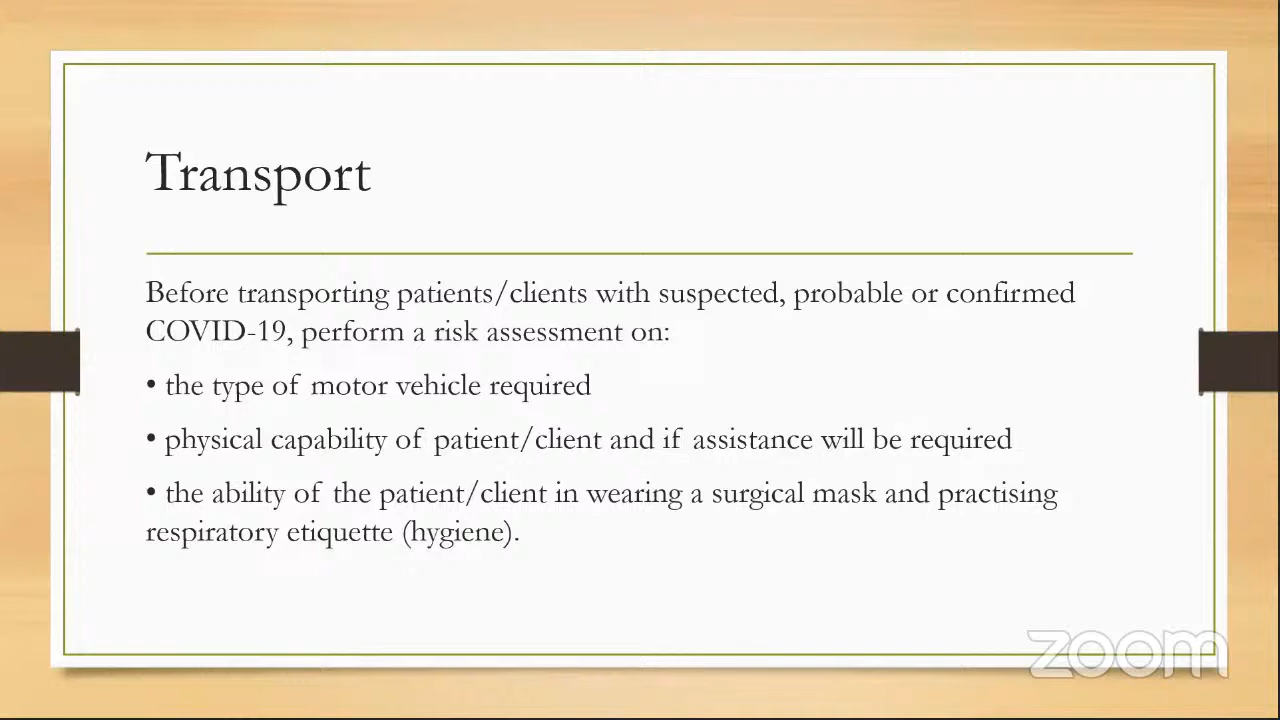 Transport
Before transporting patients/clients with suspected, probable or confirmed
COVID-19, perform a risk assessment on:
• the type of motor vehicle required
• physical capability of patient/client and if assistance will be required
• the ability of the patient/client in wearing a surgical mask and practising
respiratory etiquette (hygiene).
zoom